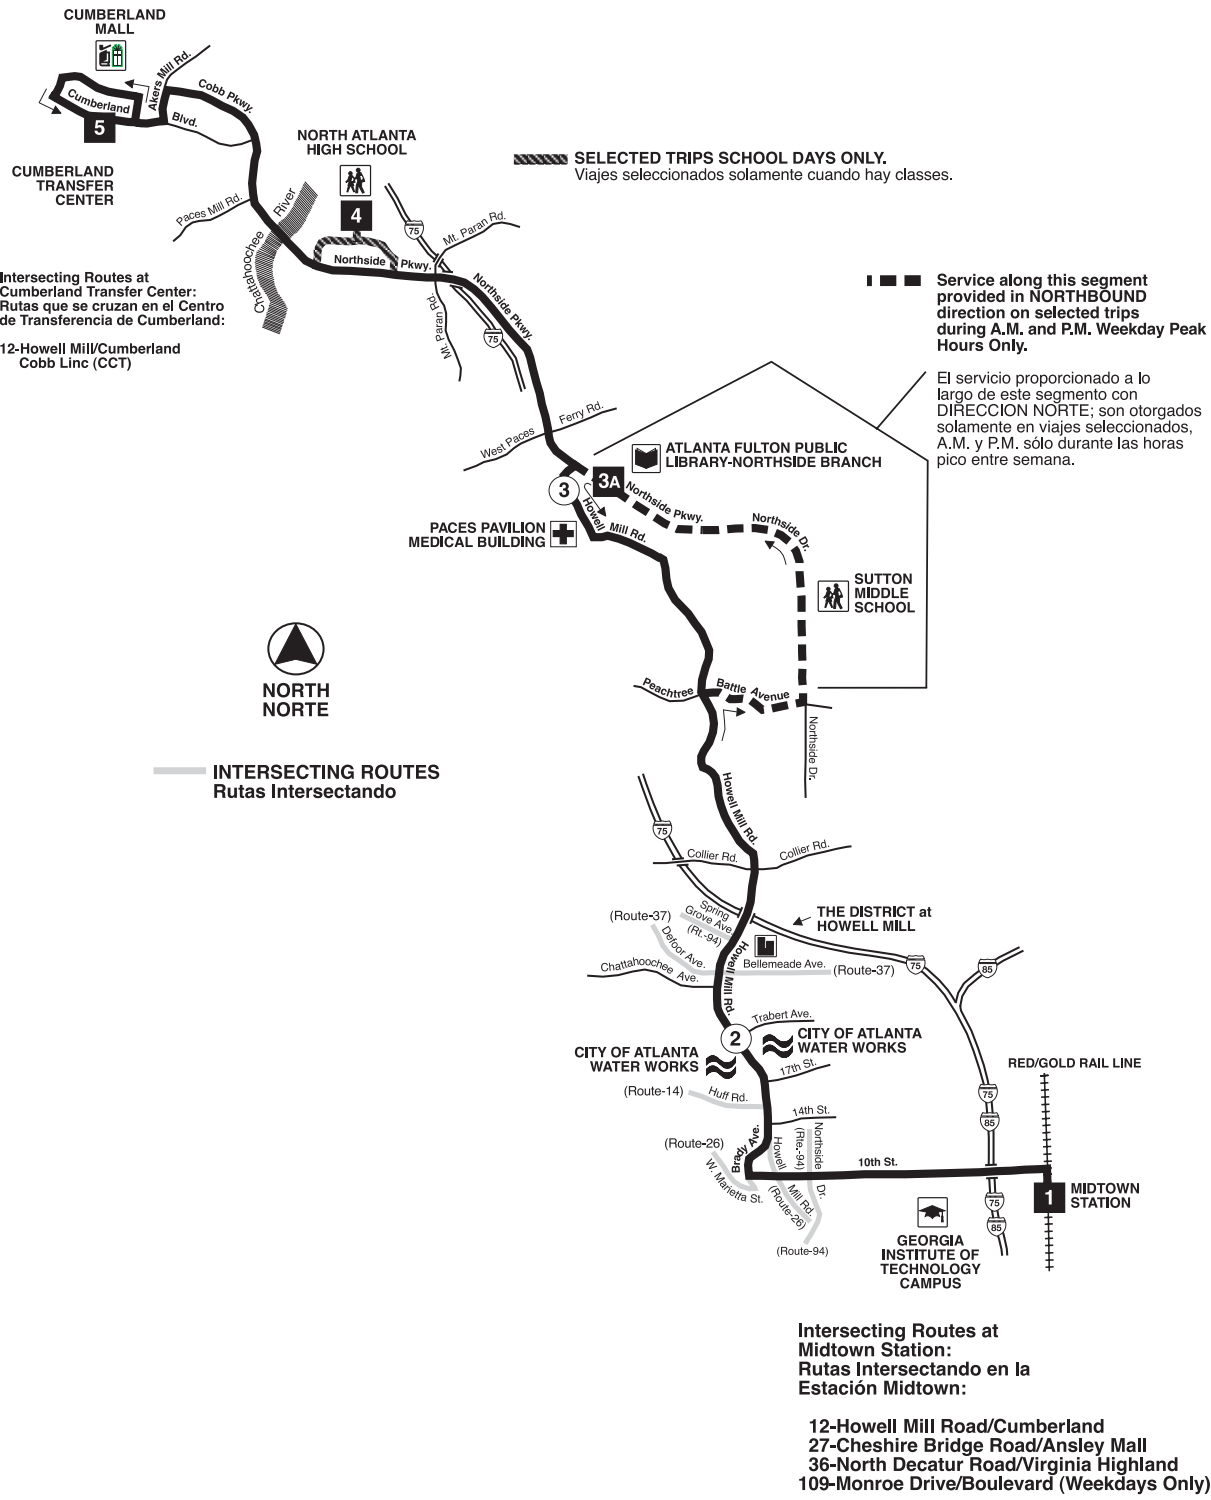 CUMBERLAND
MALL
Akers Mill Rd.
Cobb Pkwy.
Cumberland
Blvd.
5
CUMBERLAND
TRANSFER
CENTER
NORTH ATLANTA
HIGH SCHOOL
4
SELECTED TRIPS SCHOOL DAYS ONLY.
Viajes seleccionados solamente cuando hay classes.
Paces Mill Rd.
Chattahoochee River
75
Mt. Paran Rd.
Northside Pkwy.
Northside Pkwy.
Mt. Paran Rd.
75
Intersecting Routes at
Cumberland Transfer Center:
Rutas que se cruzan en el Centro
de Transferencia de Cumberland:
12-Howell Mill/Cumberland
Cobb Linc (CCT)
Service along this segment
provided in NORTHBOUND
direction on selected trips
during A.M. and P.M. Weekday Peak
Hours Only.
El servicio proporcionado a lo
largo de este segmento con
DIRECCION NORTE; son otorgados
solamente en viajes seleccionados,
A.M. y P.M. sólo durante las horas
pico entre semana.
West Paces Ferry Rd.
ATLANTA FULTON PUBLIC
LIBRARY-NORTHSIDE BRANCH
3
3A
Northside Pkwy.
Northside Dr.
Howell Mill Rd.
PACES PAVILION
MEDICAL BUILDING
SUTTON
MIDDLE
SCHOOL
NORTH
NORTE
Peachtree Battle Avenue
Northside Dr.
INTERSECTING ROUTES
Rutas Intersectando
Howell Mill Rd.
75
Collier Rd.
Collier Rd.
THE DISTRICT at
HOWELL MILL
(Route-37)
Spring
Grove Ave.
(Rt.-94)
Defoor Ave.
Howell Mill Rd.
Bellemeade Ave.
(Route-37)
Chattahoochee Ave.
75
85
Trabert Ave.
2
CITY OF ATLANTA
WATER WORKS
CITY OF ATLANTA
WATER WORKS
17th St.
RED/GOLD RAIL LINE
(Route-14)
Huff Rd.
75
85
14th St.
(Route-26)
W. Marietta St.
Brady Ave.
Howell Mill Rd.
(Route-26)
Northside Dr.
(Rte.-94)
(Route-94)
10th St.
1
MIDTOWN
STATION
75
85
GEORGIA
INSTITUTE OF
TECHNOLOGY
CAMPUS
Intersecting Routes at
Midtown Station:
Rutas Intersectando en la
Estación Midtown:
12-Howell Mill Road/Cumberland
27-Cheshire Bridge Road/Ansley Mall
36-North Decatur Road/Virginia Highland
109-Monroe Drive/Boulevard (Weekdays Only)